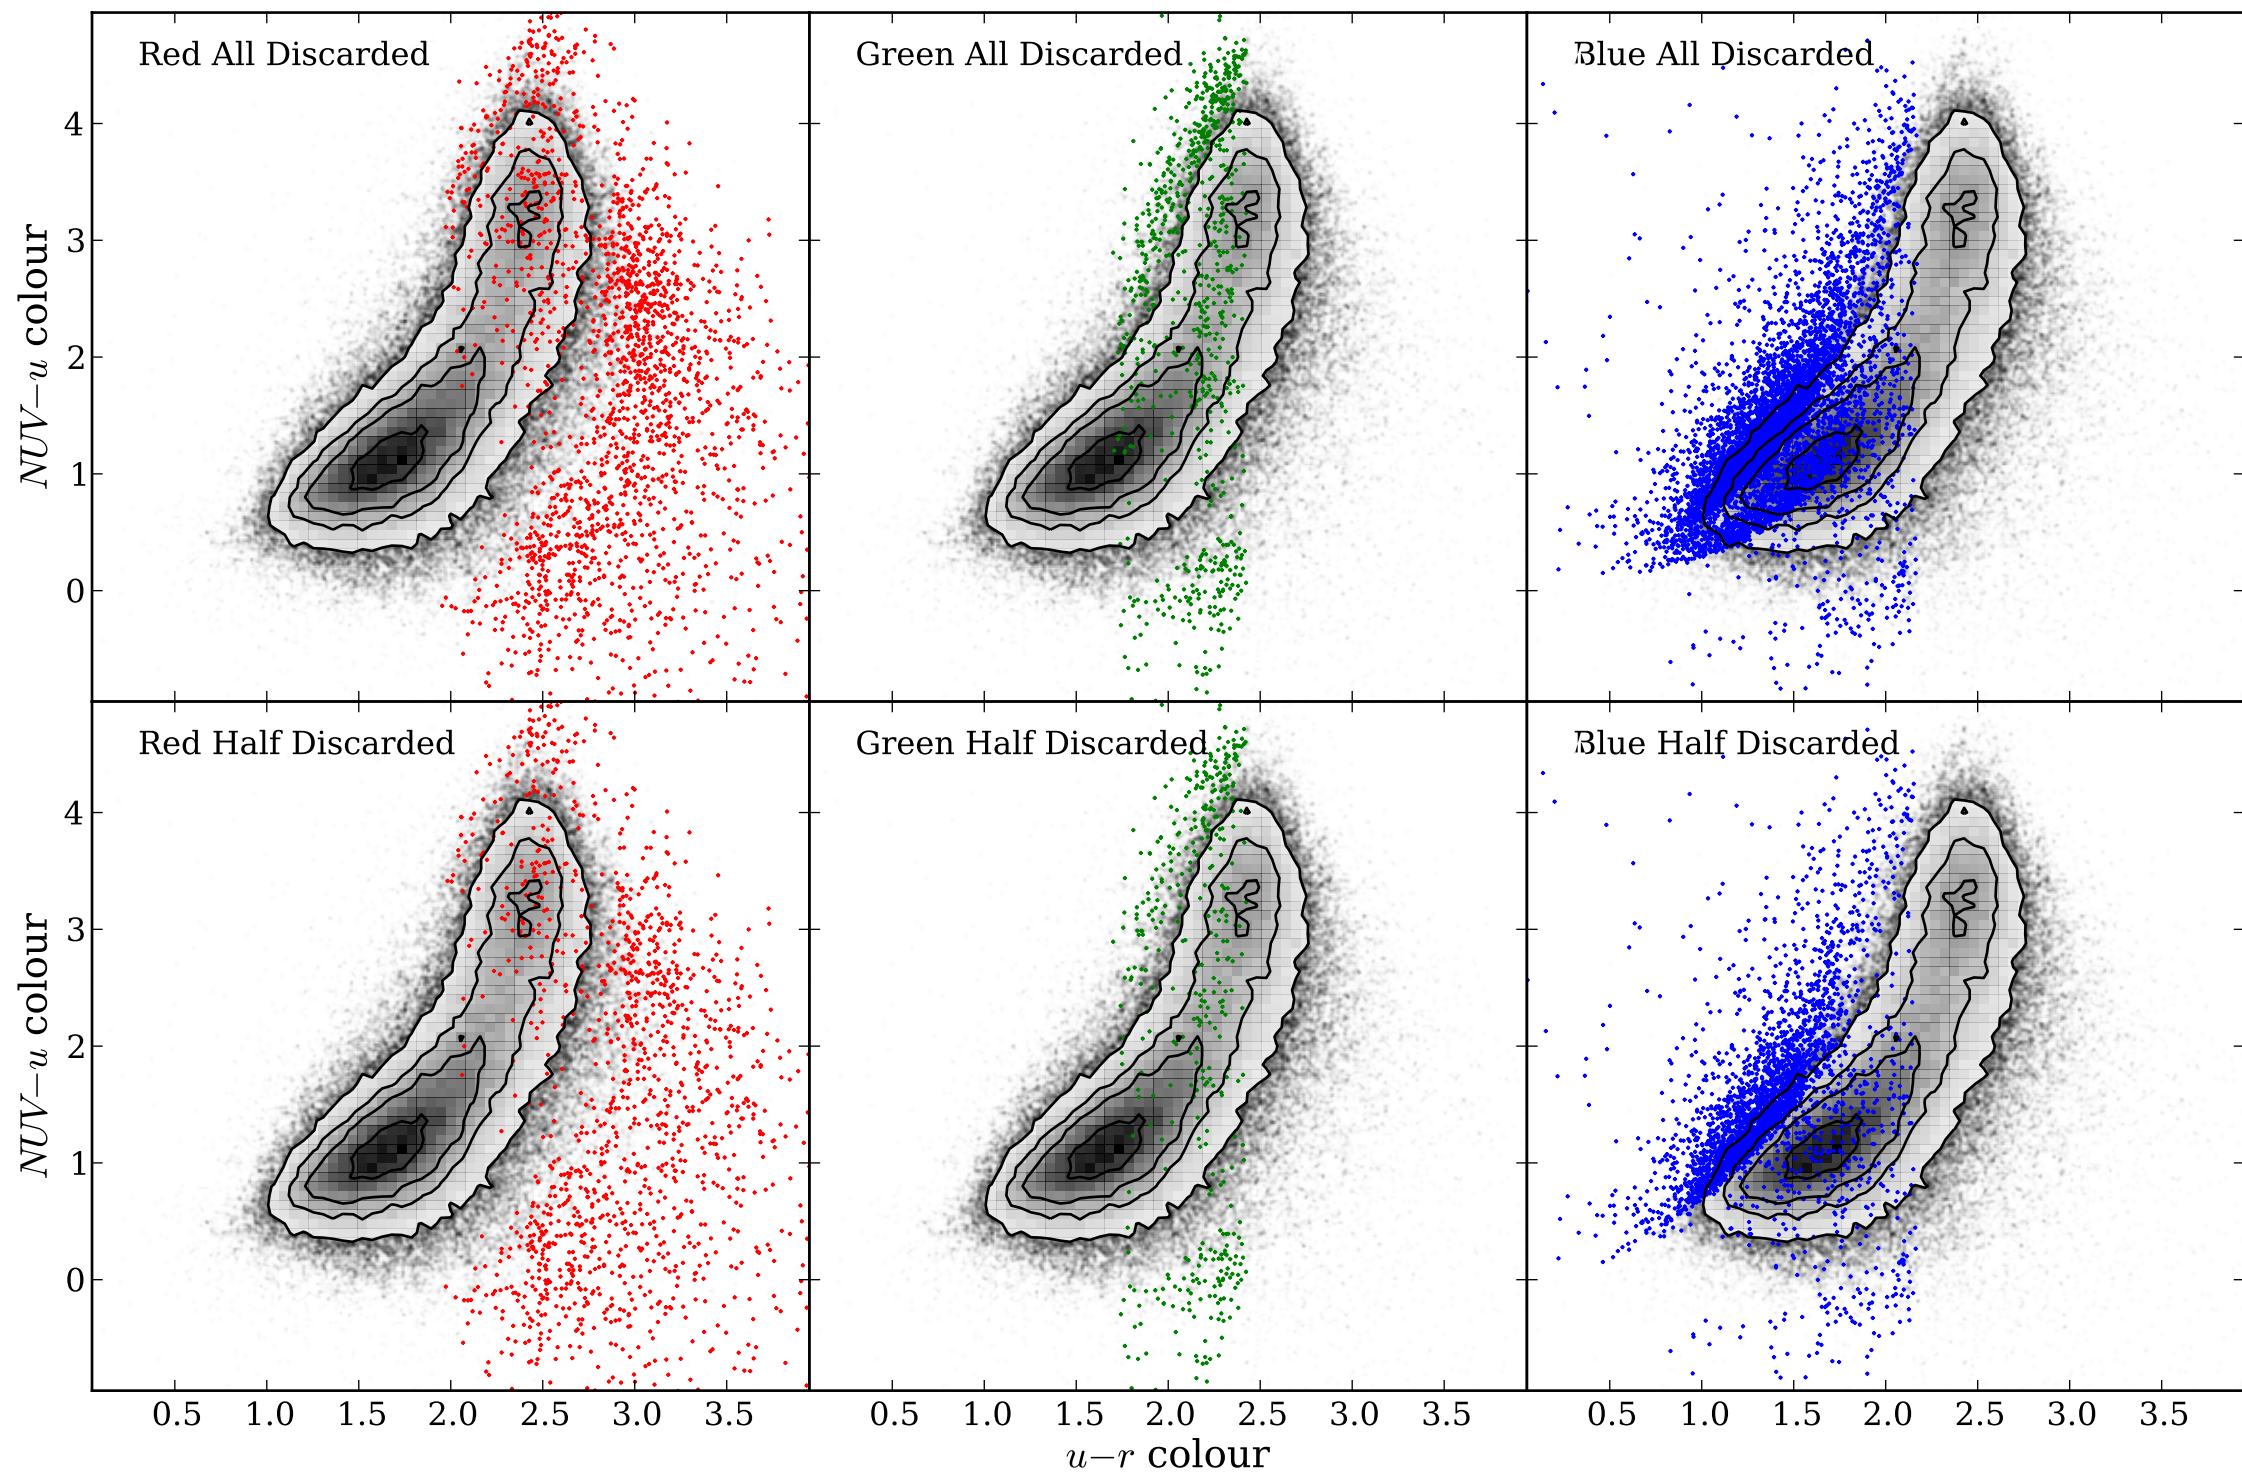 Red All Discarded
Green All Discarded
Blue All Discarded
4
3
2
1
0
NUV−u colour
Red Half Discarded
Green Half Discarded
Blue Half Discarded
4
3
2
1
0
NUV−u colour
0.5 1.0 1.5 2.0 2.5 3.0 3.5
0.5 1.0 1.5 2.0 2.5 3.0 3.5
0.5 1.0 1.5 2.0 2.5 3.0 3.5
u−r colour